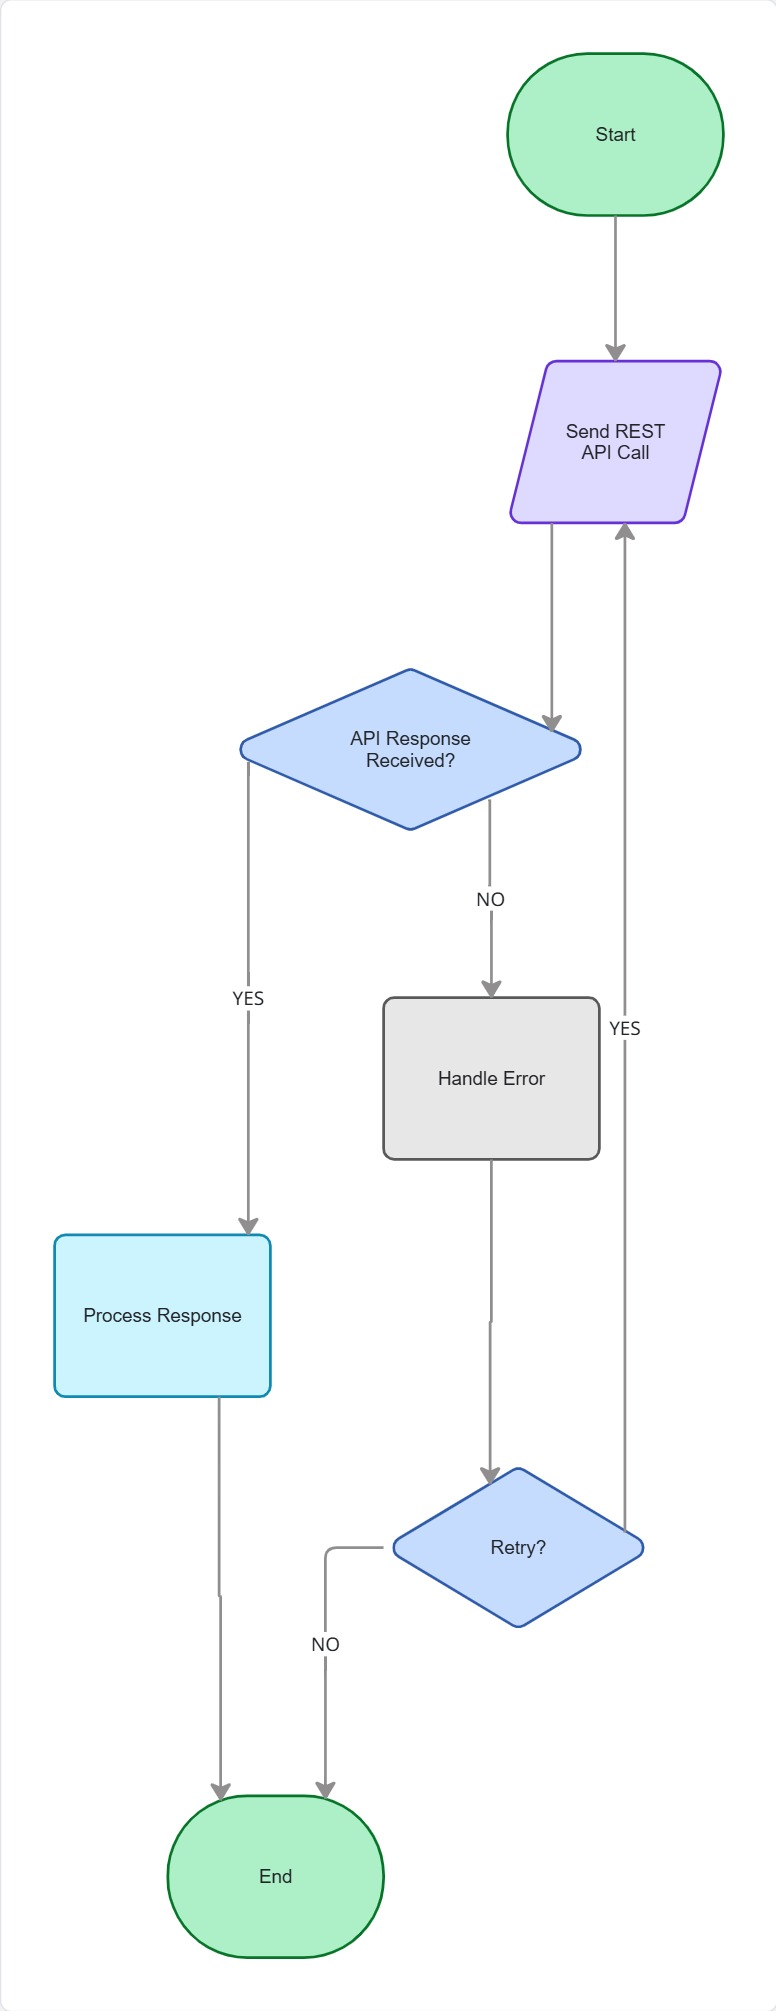 Start
Send REST
API Call
API Response
Received?
NO
YES
YES
Handle Error
Process Response
Retry?
NO
End